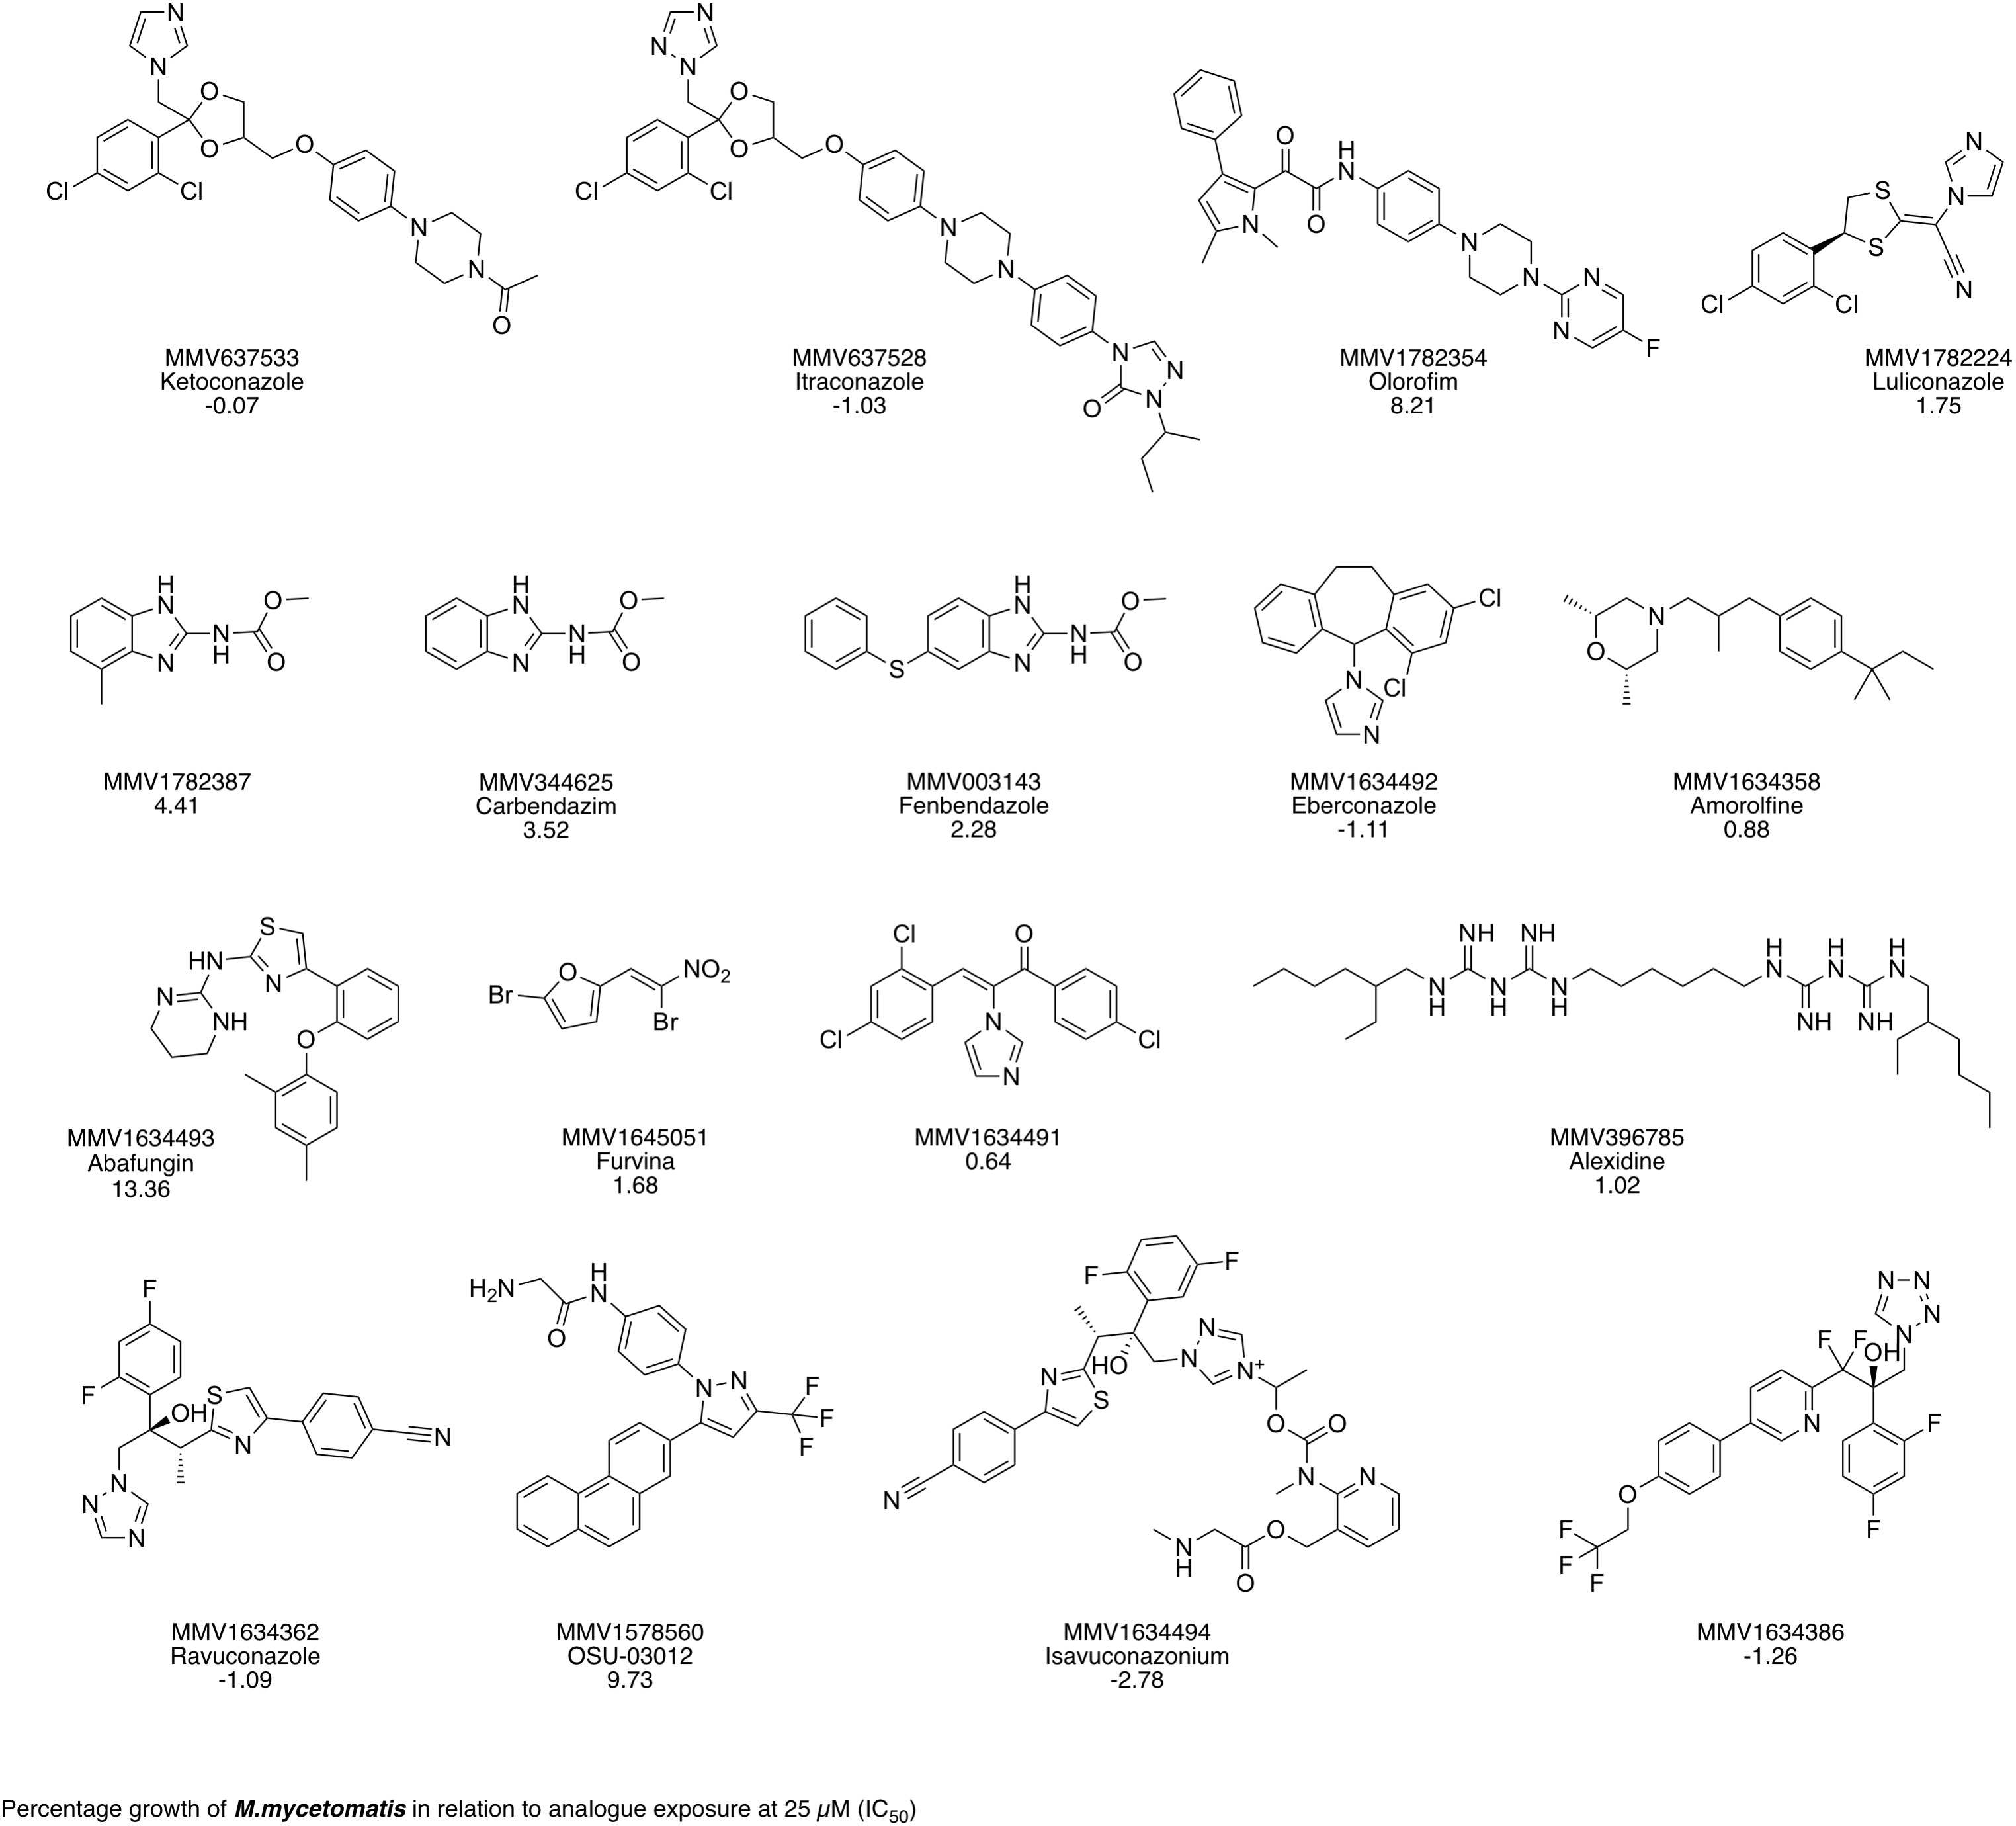 MMV637533
Ketoconazole
-0.07
MMV637528
Itraconazole
-1.03
MMV1782354
Olorofim
8.21
MMV1782224
Luliconazole
1.75
MMV1782387
4.41
MMV344625
Carbendazim
3.52
MMV003143
Fenbendazole
2.28
MMV1634492
Eberconazole
-1.11
MMV1634358
Amorolfine
0.88
MMV1634493
Abafungin
13.36
MMV1645051
Furvina
1.68
MMV1634491
0.64
MMV396785
Alexidine
1.02
MMV1634362
Ravuconazole
-1.09
MMV1578560
OSU-03012
9.73
MMV1634494
Isavuconazonium
-2.78
MMV1634386
-1.26
Percentage growth of M.mycetomatis in relation to analogue exposure at 25 µM (IC50)